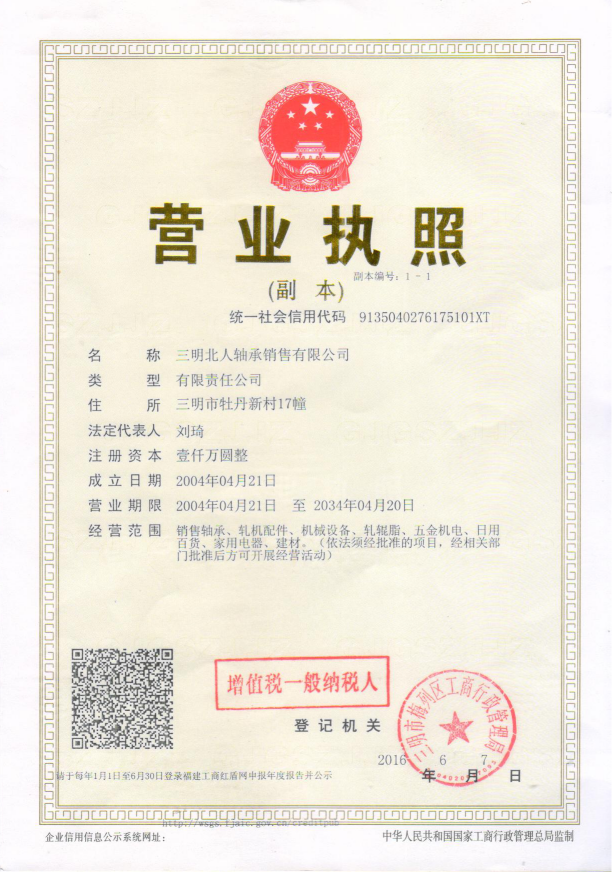 营业执照
副本编号：1 - 1
(副 本)
统一社会信用代码 9135040276175101XT
名 称 三明北人轴承销售有限公司
类 型 有限责任公司
住 所 三明市牡丹新村17幢
法定代表人 刘琦
注册资本 壹仟万圆整
成立日期 2004年04月21日
营业期限 2004年04月21日 至 2034年04月20日
经营范围 销售轴承、轧机配件、机械设备、轧辊脂、五金机电、日用
百货、家用电器、建材。（依法须经批准的项目，经相关部
门批准后方可开展经营活动）
增值税一般纳税人
登记机关
三明市梅列区工商行政管理局
2016 6 7
年 月 日
请于每年1月1日至6月30日登录福建工商红盾网申报年度报告并公示
http://wsgs.fjaic.gov.cn/creditpub
企业信用信息公示系统网址：
中华人民共和国国家工商行政管理总局监制